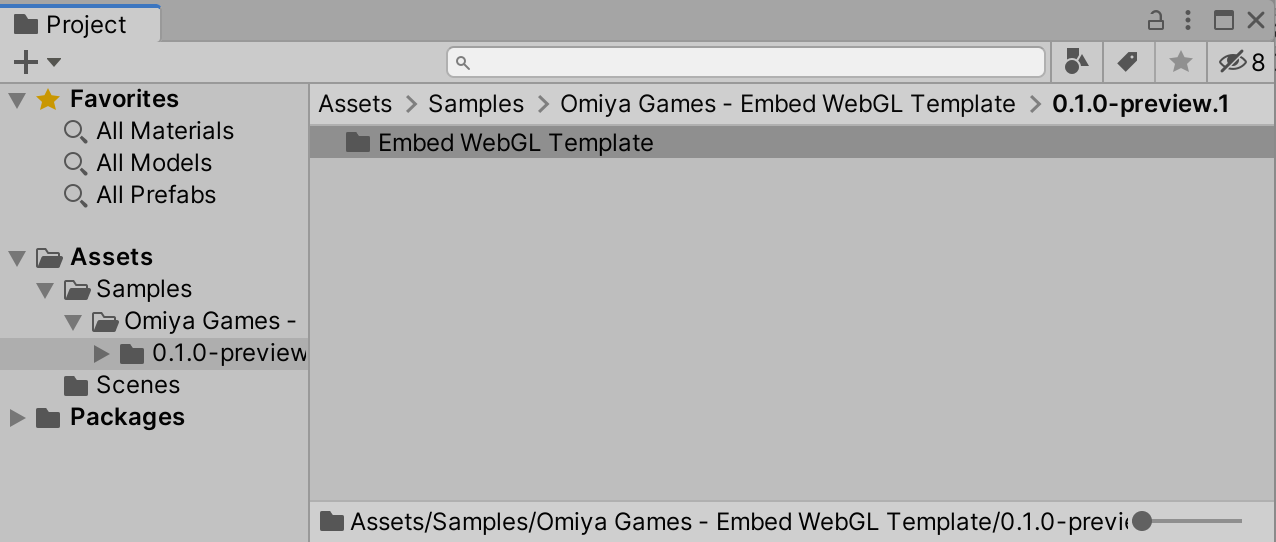 Project
8
Favorites
All Materials
All Models
All Prefabs
Assets
Samples
Omiya Games -
0.1.0-preview
Scenes
Packages
Assets > Samples > Omiya Games - Embed WebGL Template > 0.1.0-preview.1
Embed WebGL Template
Assets/Samples/Omiya Games - Embed WebGL Template/0.1.0-previe